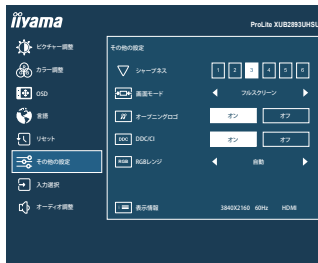 iiyama
ProLite XUB2893UHSU
ピクチャー調整
カラー調整
OSD
言語
リセット
その他の設定
入力選択
オーディオ調整
その他の設定
シャープネス 1 2 3 4 5 6
画面モード フルスクリーン
オープニングロゴ オン オフ
DDC DDC/CI オン オフ
RGB RGBレンジ 自動
表示情報 3840X2160 60Hz HDMI